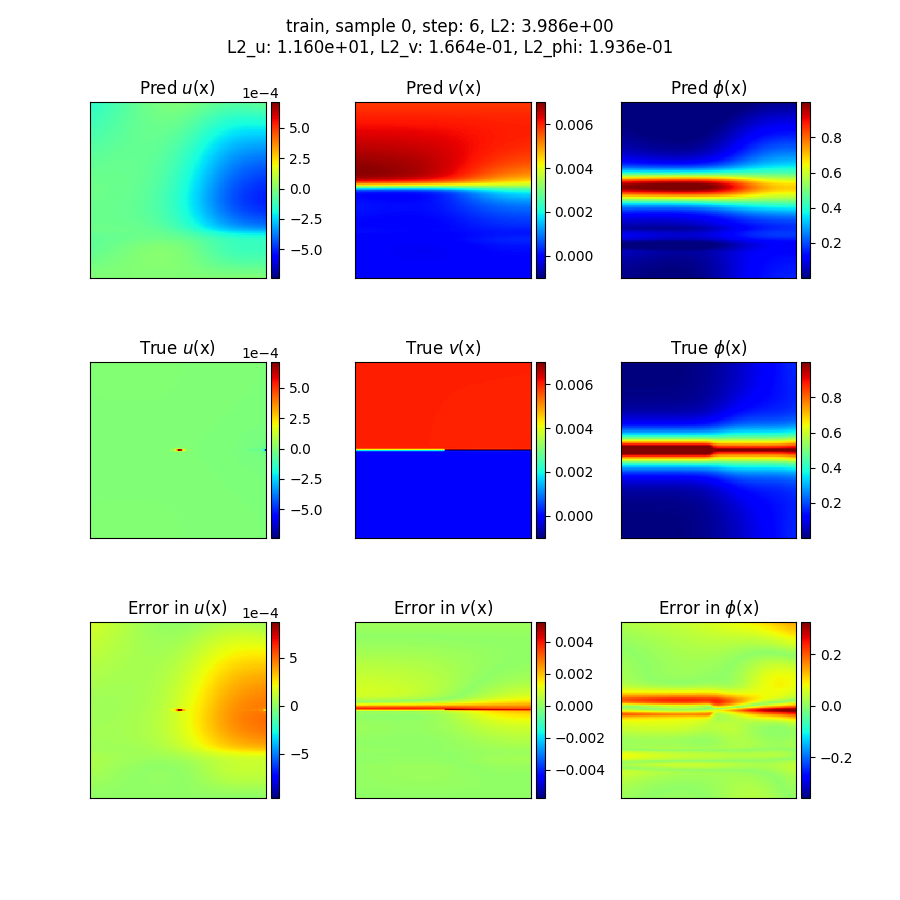 train, sample 0, step: 6, L2: 3.986e+00
L2_u: 1.160e+01, L2_v: 1.664e-01, L2_phi: 1.936e-01
Pred u(x)
1e−4
5.0
2.5
0.0
−2.5
−5.0
Pred v(x)
0.006
0.004
0.002
0.000
Pred ϕ(x)
0.8
0.6
0.4
0.2
True u(x)
1e−4
5.0
2.5
0.0
−2.5
−5.0
True v(x)
0.006
0.004
0.002
0.000
True ϕ(x)
0.8
0.6
0.4
0.2
Error in u(x)
1e−4
5
0
−5
Error in v(x)
0.004
0.002
0.000
−0.002
−0.004
Error in ϕ(x)
0.2
0.0
−0.2